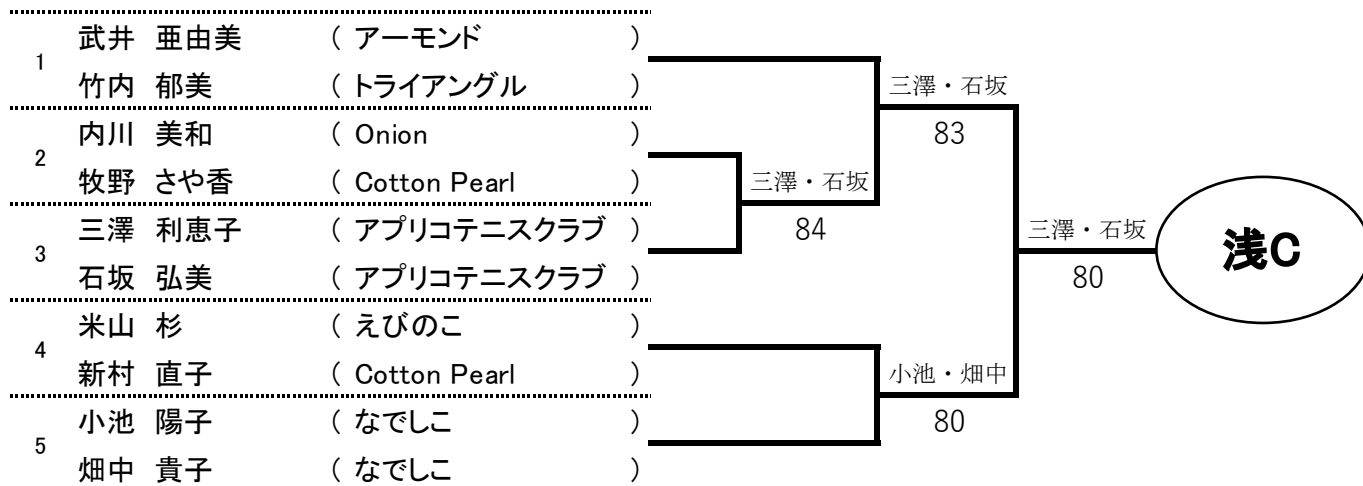 1
武井 亜由美 ( アーモンド )
竹内 郁美 ( トライアングル )
2
内川 美和 ( Onion )
牧野 さや香 ( Cotton Pearl )
3
三澤 利恵子 ( アプリコテニスクラブ )
石坂 弘美 ( アプリコテニスクラブ )
4
米山 杉 ( えびのこ )
新村 直子 ( Cotton Pearl )
5
小池 陽子 ( なでしこ )
畑中 貴子 ( なでしこ )
三澤・石坂
84
三澤・石坂
83
小池・畑中
80
三澤・石坂
80
浅C